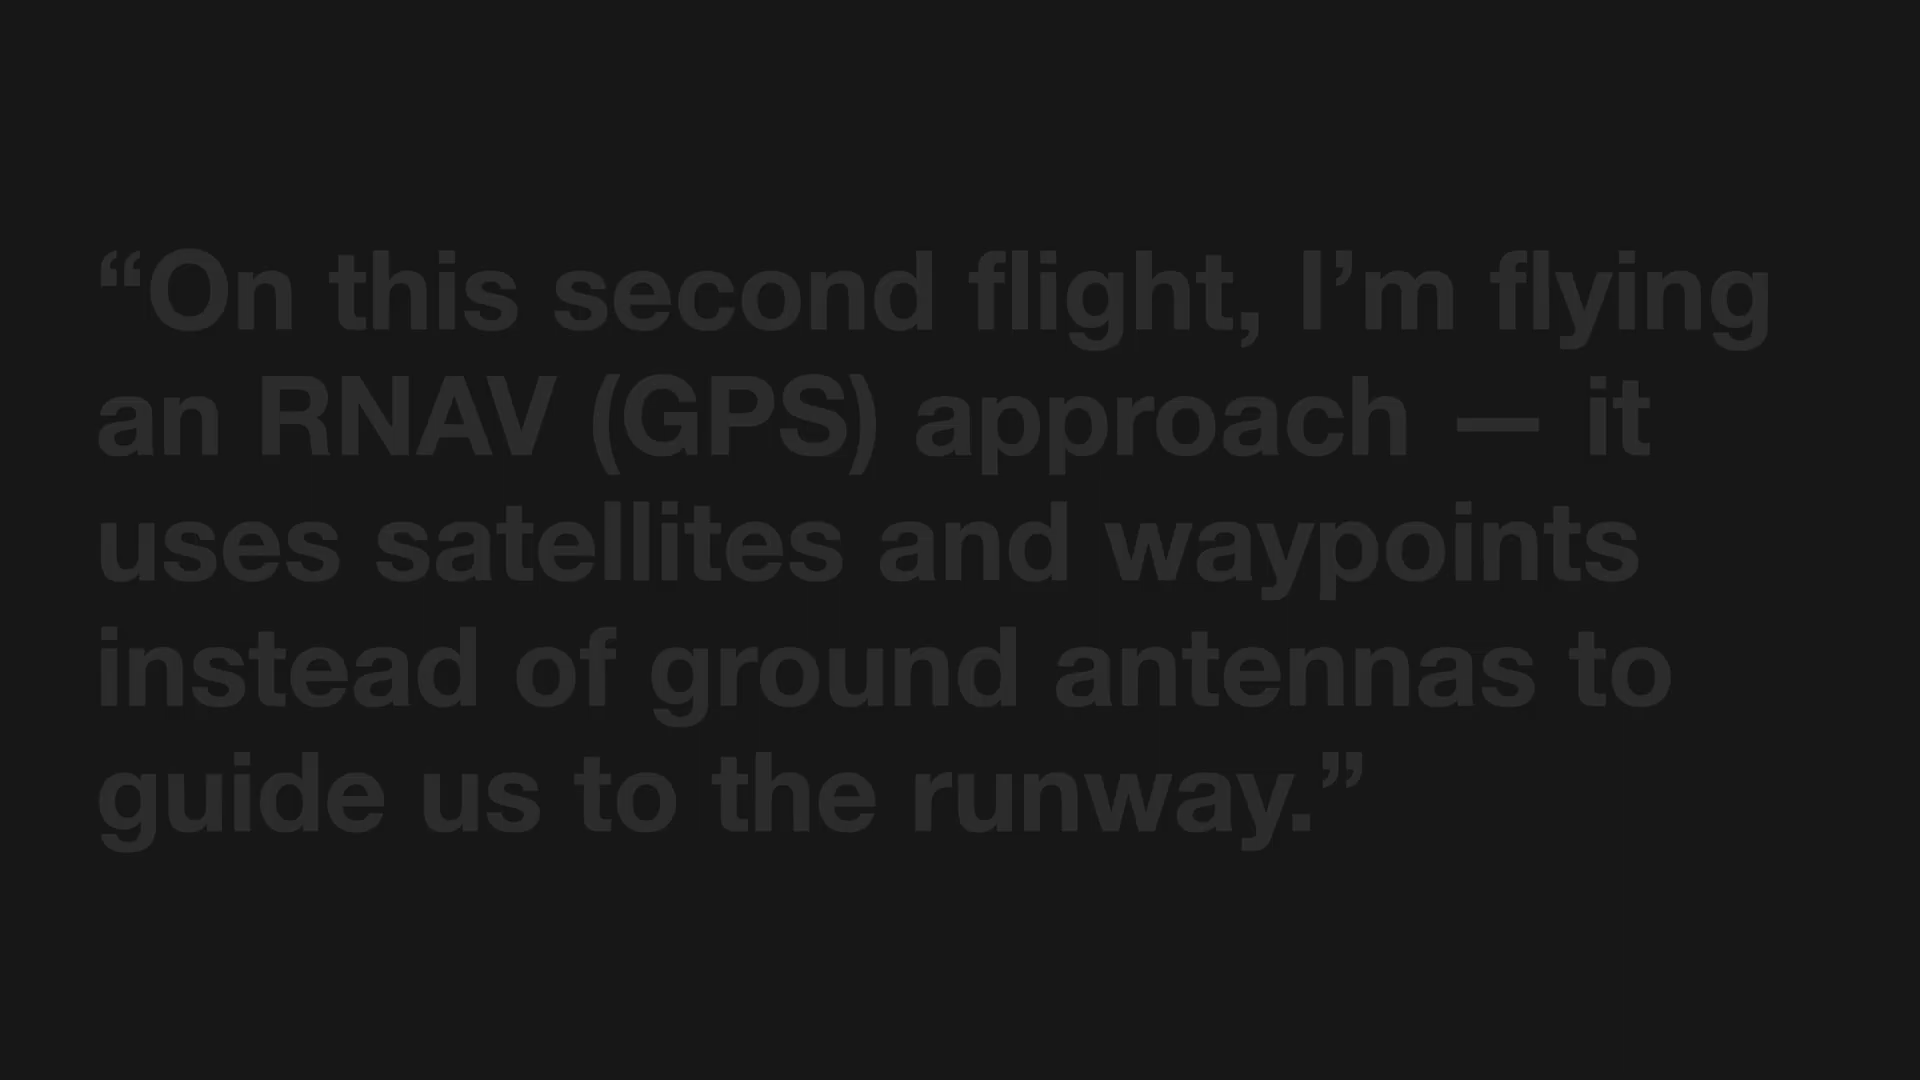 “On this second flight, I’m flying
an RNAV (GPS) approach — it
uses satellites and waypoints
instead of ground antennas to
guide us to the runway.”